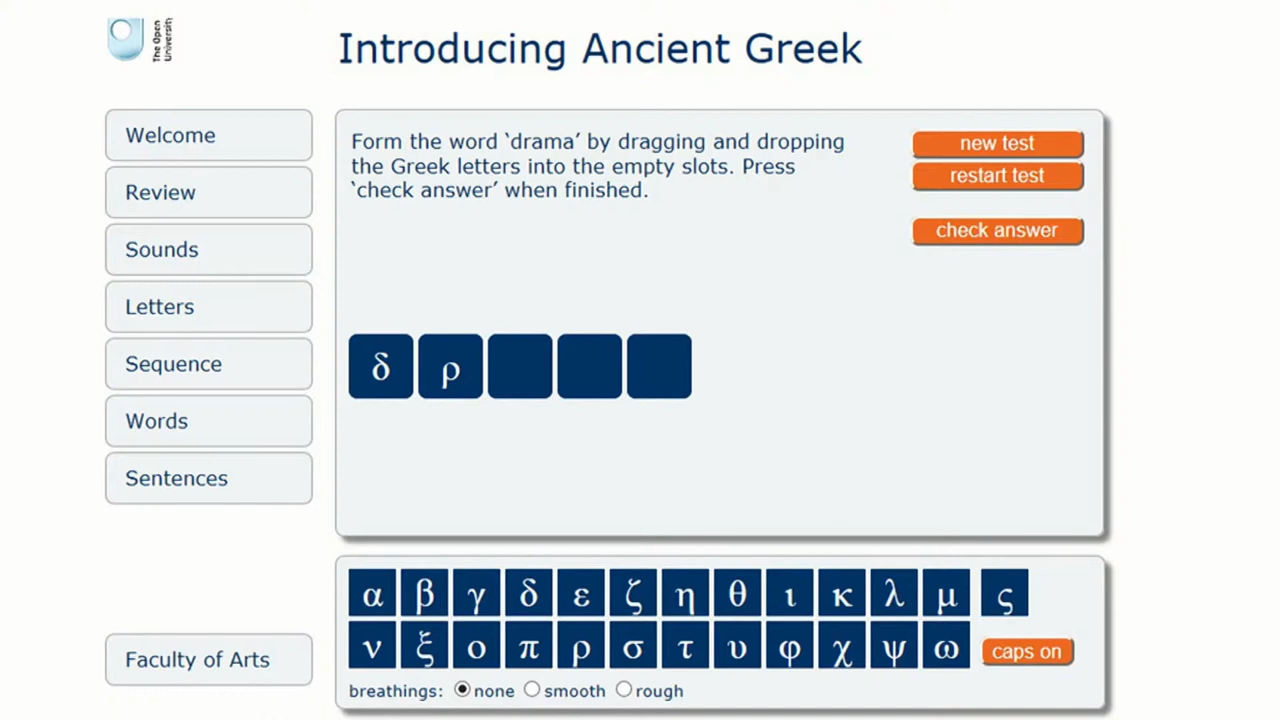 The Open
University
Introducing Ancient Greek
Welcome
Review
Sounds
Letters
Sequence
Words
Sentences
Faculty of Arts
Form the word ‘drama’ by dragging and dropping
the Greek letters into the empty slots. Press
‘check answer’ when finished.
new test
restart test
check answer
δ ρ
α β γ δ ε ζ η θ ι κ λ μ ς
ν ξ ο π ρ σ τ υ φ χ ψ ω
caps on
breathings: none smooth rough